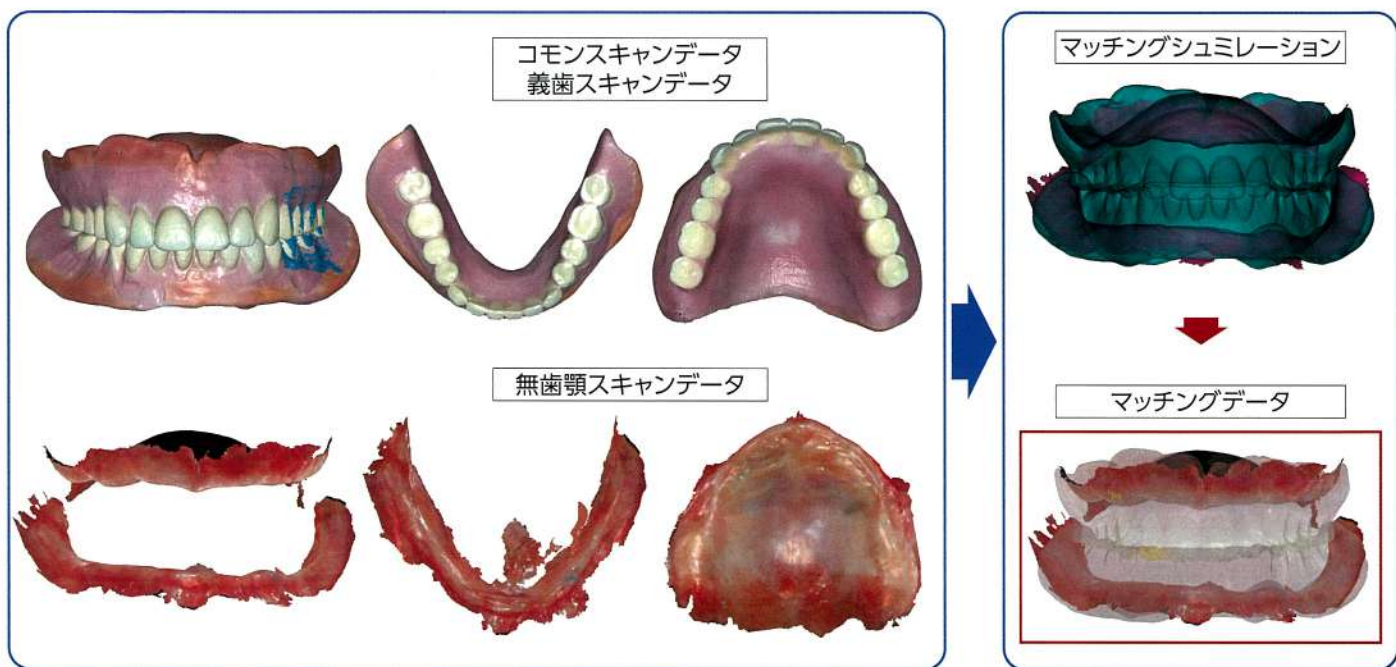 コモンスキャンデータ
義歯スキャンデータ
無歯顎スキャンデータ
マッチングシュミレーション
マッチングデータ